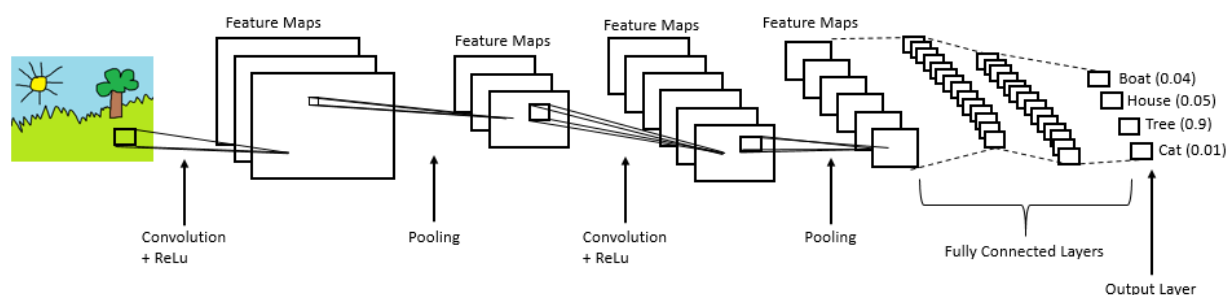 Feature Maps
Feature Maps
Feature Maps
Feature Maps
Boat (0.04)
House (0.05)
Tree (0.9)
Cat (0.01)
Convolution
+ ReLu
Pooling
Convolution
+ ReLu
Pooling
Fully Connected Layers
Output Layer